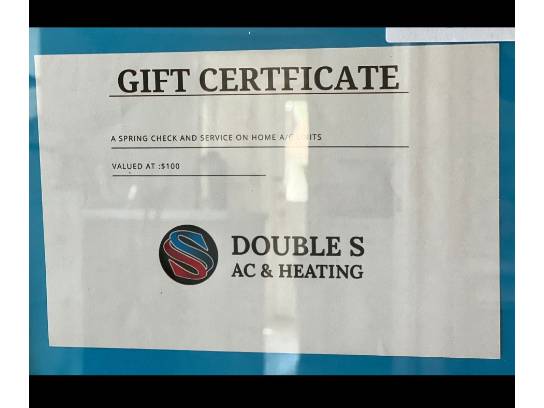 GIFT CERTFICATE
A SPRING CHECK AND SERVICE ON HOME A/C UNITS
VALUED AT :$100
DOUBLE S
AC & HEATING